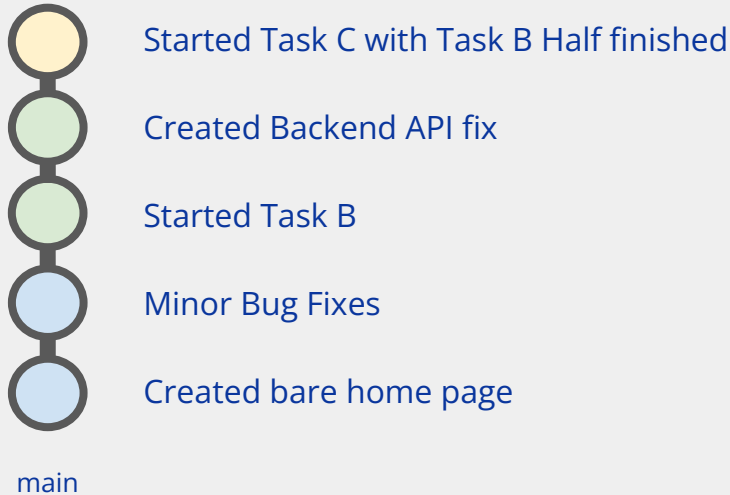 Started Task C with Task B Half finished
Created Backend API fix
Started Task B
Minor Bug Fixes
Created bare home page
main